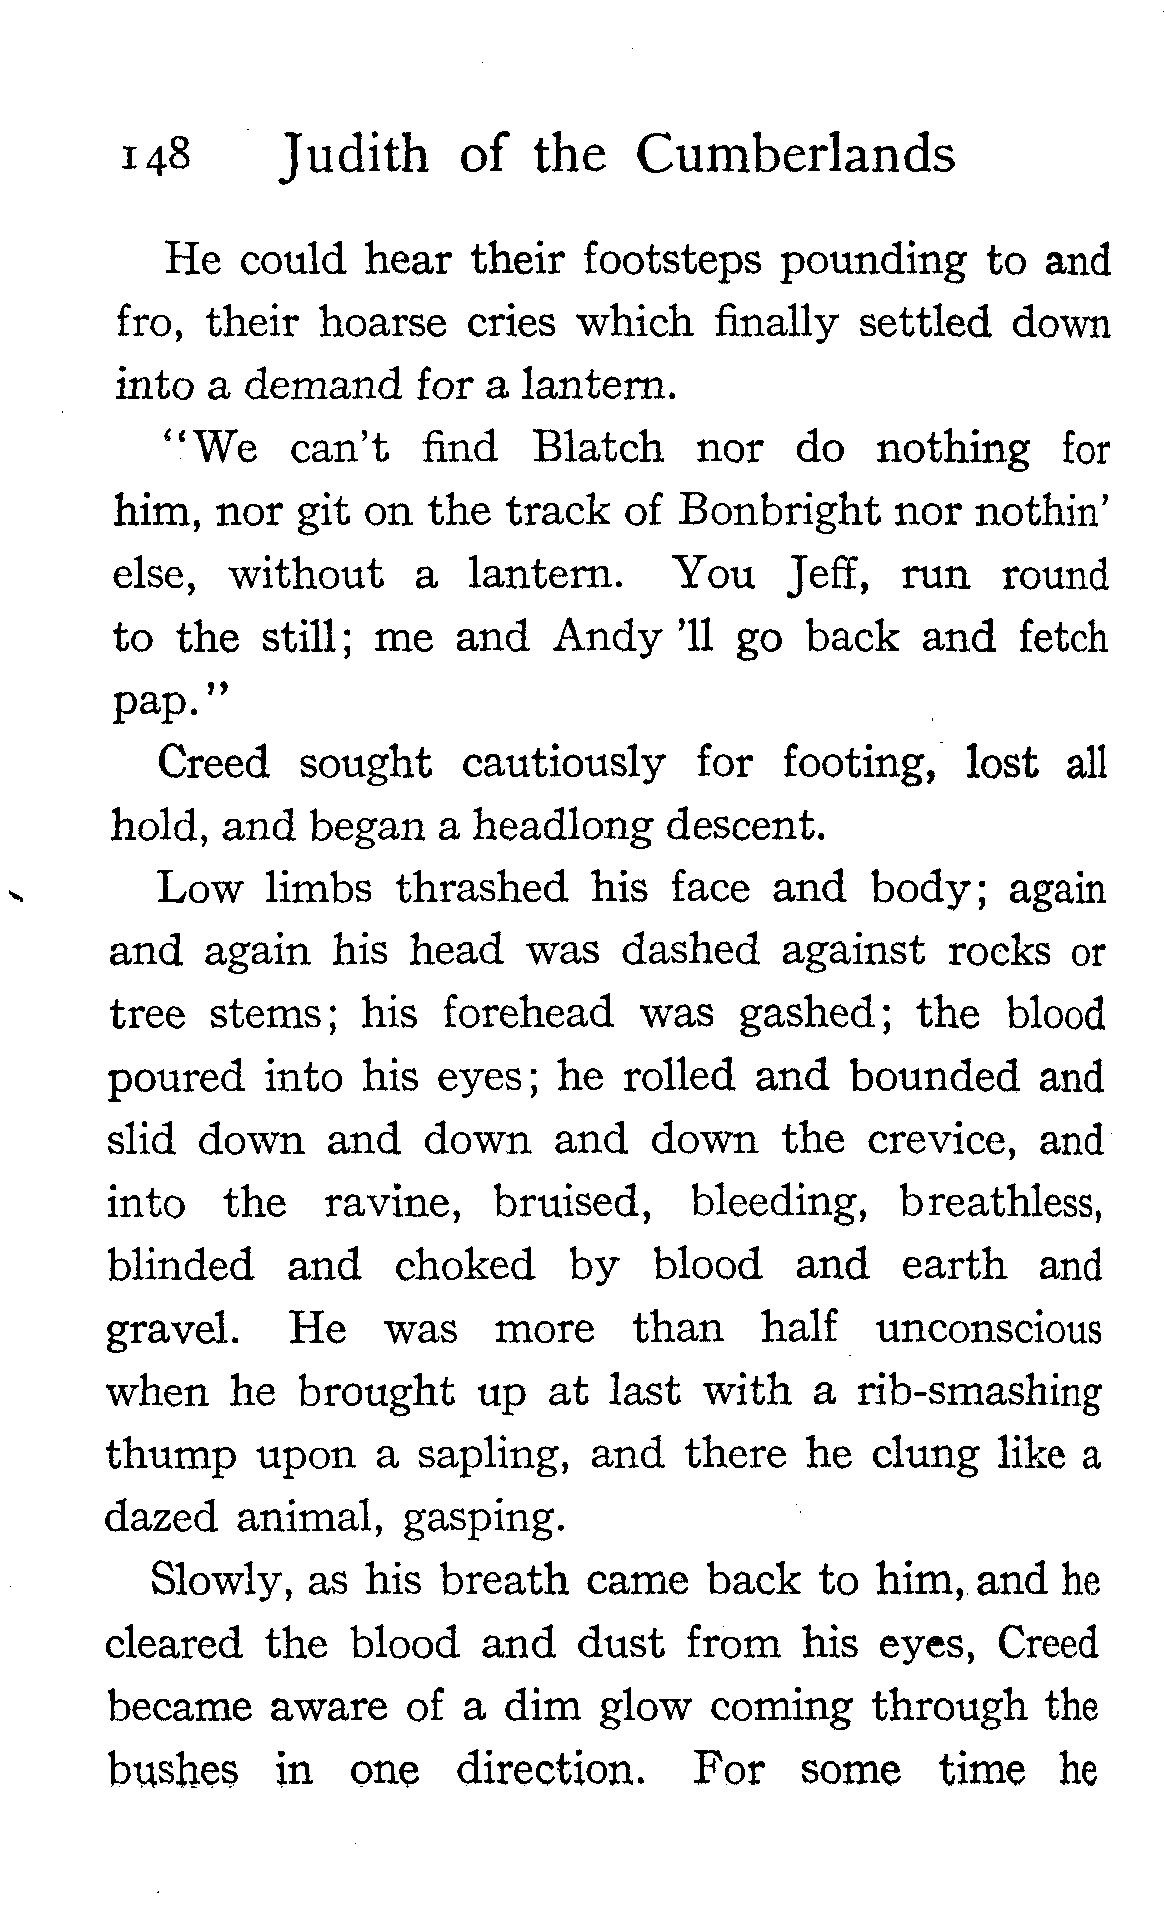 148 Judith of the Cumberlands
He could hear their footsteps pounding to and
fro, their hoarse cries which finally settled down
into a demand for a lantern.
"We can't find Blatch nor do nothing for
him, nor git on the track of Bonbright nor nothin'
else, without a lantern. You Jeff, run round
to the still; me and Andy 'll go back and fetch
pap."
Creed sought cautiously for footing, lost all
hold, and began a headlong descent.
Low limbs thrashed his face and body; again
and again his head was dashed against rocks or
tree stems; his forehead was gashed; the blood
poured into his eyes; he rolled and bounded and
slid down and down and down the crevice, and
into the ravine, bruised, bleeding, breathless,
blinded and choked by blood and earth and
gravel. He was more than half unconscious
when he brought up at last with a rib-smashing
thump upon a sapling, and there he clung like a
dazed animal, gasping.
Slowly, as his breath came back to him, and he
cleared the blood and dust from his eyes, Creed
became aware of a dim glow coming through the
bushes in one direction. For some time he